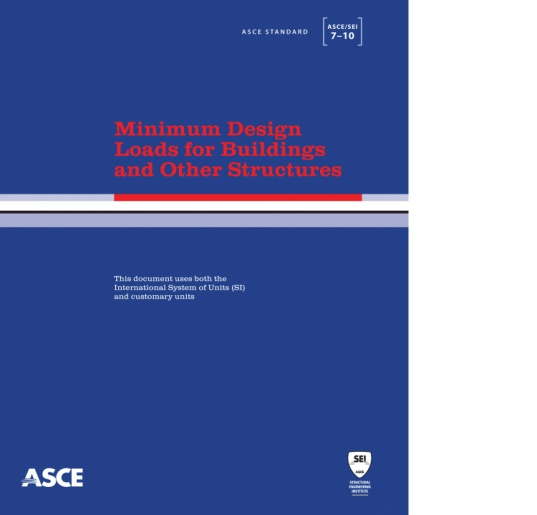 ASCE STANDARD
ASCE/SEI
7–10
Minimum Design
Loads for Buildings
and Other Structures
This document uses both the
International System of Units (SI)
and customary units
ASCE
SEI
ASCE
STRUCTURAL
ENGINEERING
INSTITUTE